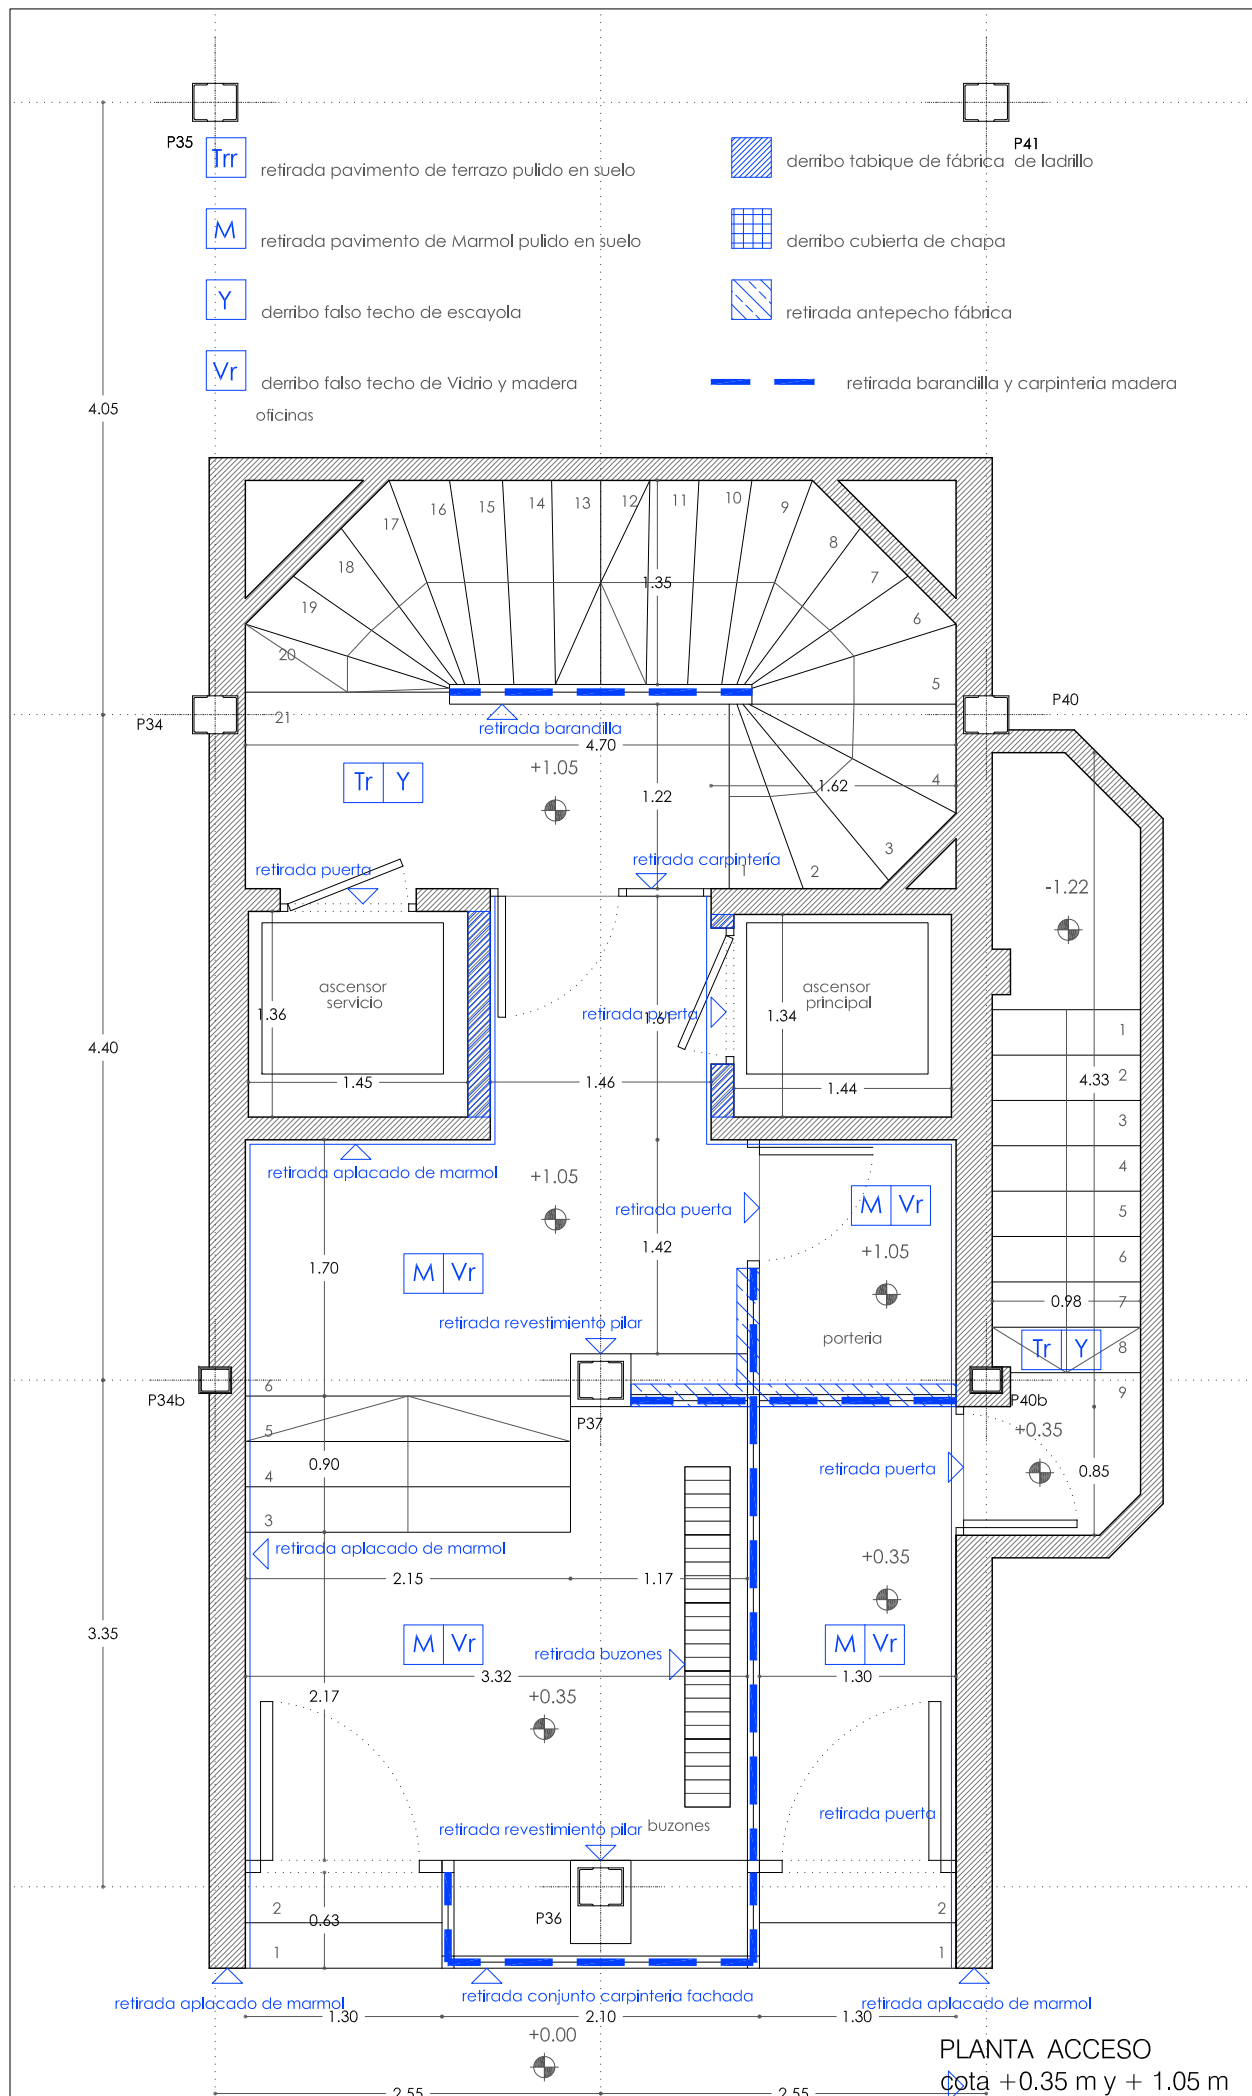 P35
P41
Trr
retirada pavimento de terrazo pulido en suelo
derribo tabique de fábrica de ladrillo
M
retirada pavimento de Marmol pulido en suelo
derribo cubierta de chapa
Y
derribo falso techo de escayola
retirada antepecho fábrica
Vr
derribo falso techo de Vidrio y madera
retirada barandilla y carpinteria madera
oficinas
4.05
17
16
15
14
13
12
11
10
9
8
7
6
5
18
19
20
21
1.35
P34
P40
retirada barandilla
4.70
+1.05
Tr Y
1.22
1.62
4
3
2
1
retirada puerta
retirada carpintería
-1.22
ascensor
servicio
ascensor
principal
1.36
retirada puerta
1.61
1.34
4.40
1.45
1.46
1.44
1
2
4.33
3
4
5
6
7
8
9
0.98
Tr Y
retirada aplacado de marmol
+1.05
retirada puerta
M Vr
+1.05
1.42
1.70
M Vr
retirada revestimiento pilar
porteria
P34b
P37
P40b
6
5
4
3
0.90
+0.35
retirada puerta
0.85
retirada aplacado de marmol
+0.35
2.15
1.17
3.35
M Vr
M Vr
retirada buzones
3.32
1.30
2.17
+0.35
retirada puerta
retirada revestimiento pilar
buzones
2
1
0.63
P36
2
1
retirada aplacado de marmol
retirada conjunto carpinteria fachada
retirada aplacado de marmol
1.30
2.10
1.30
+0.00
PLANTA ACCESO
cota +0.35 m y + 1.05 m
2.55
2.55